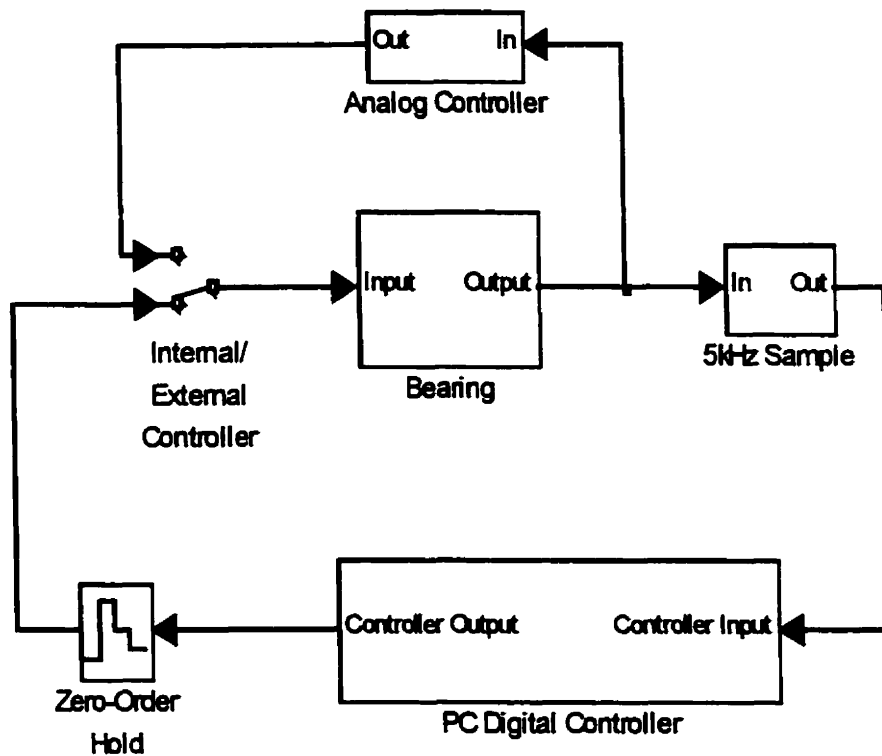 Out In
Analog Controller
Input Output
Bearing
In Out
5kHz Sample
Internal/
External
Controller
Controller Output Controller Input
PC Digital Controller
Zero-Order
Hold